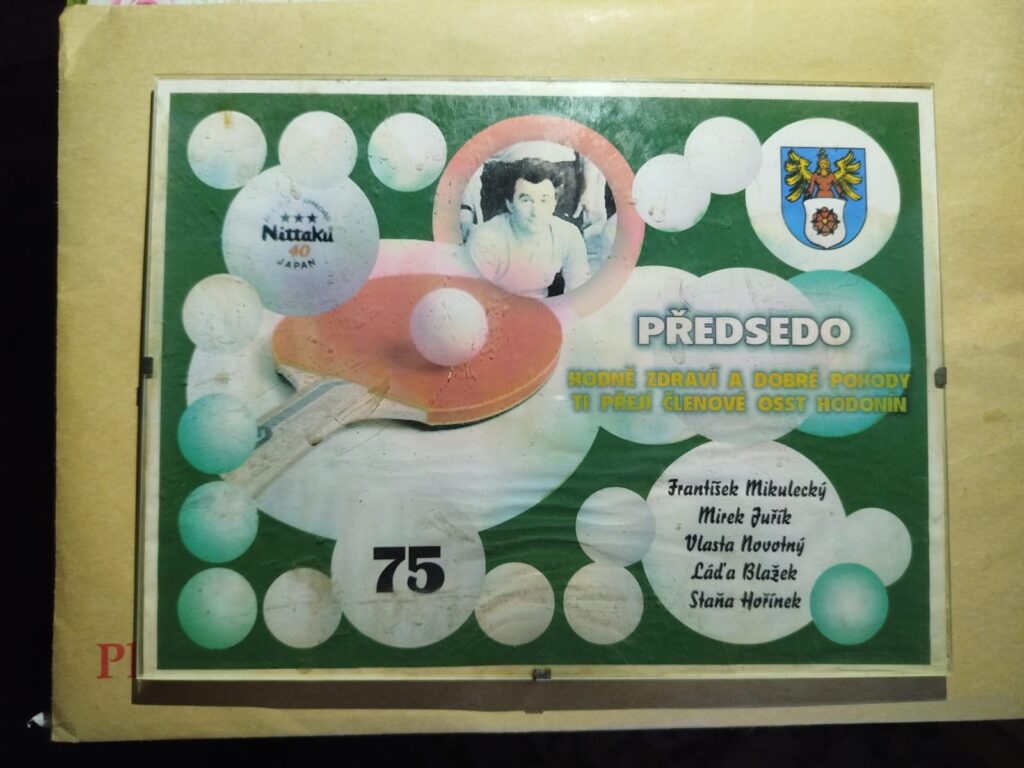 ★★★
Nittaku
40
JAPAN
PŘEDSEDO
HODNĚ ZDRAVÍ A DOBRÉ POHODY
TI PŘEJÍ ČLENOVÉ OSST HODONÍN
František Mikulecký
Mirek Juřík
Vlasta Novotný
Láďa Blažek
Staňa Hořínek
75